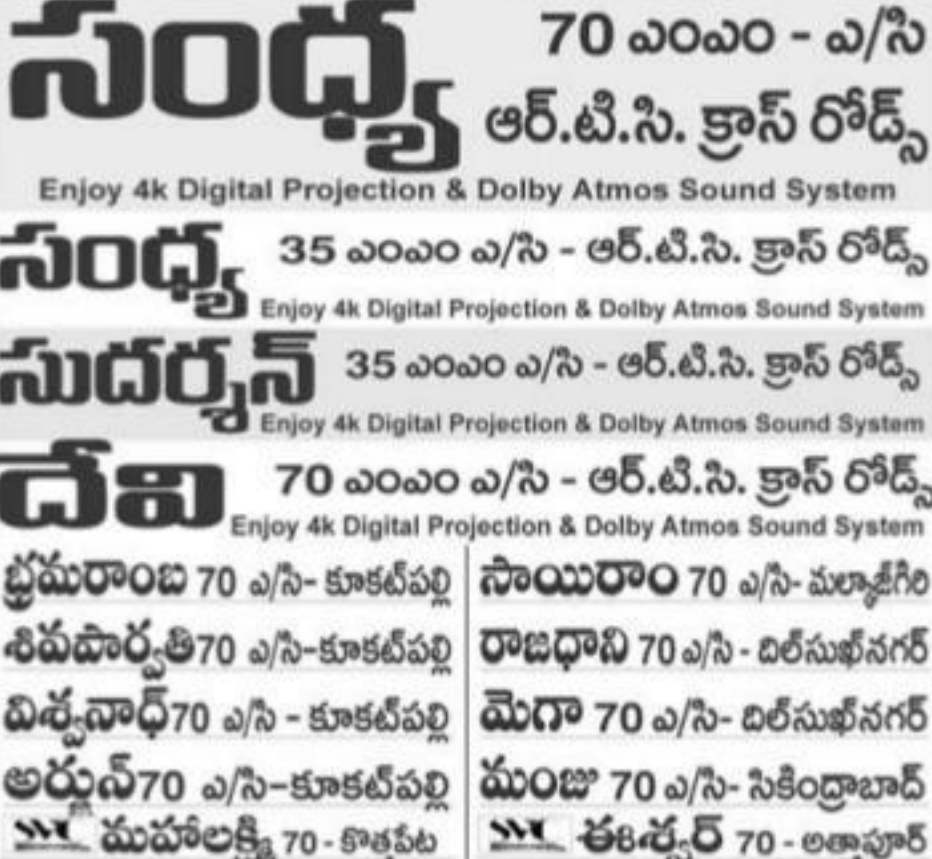 సంధ్య 70 ఎంఎం - ఎ/సి
ఆర్.టి.సి. క్రాస్ రోడ్స్
Enjoy 4k Digital Projection & Dolby Atmos Sound System
సంధ్య 35 ఎంఎం ఎ/సి - ఆర్.టి.సి. క్రాస్ రోడ్స్
Enjoy 4k Digital Projection & Dolby Atmos Sound System
సుదర్శన్ 35 ఎంఎం ఎ/సి - ఆర్.టి.సి. క్రాస్ రోడ్స్
Enjoy 4k Digital Projection & Dolby Atmos Sound System
దేవి 70 ఎంఎం ఎ/సి - ఆర్.టి.సి. క్రాస్ రోడ్స్
Enjoy 4k Digital Projection & Dolby Atmos Sound System
భ్రమరాంబ 70 ఎ/సి- కూకట్‌పల్లి
శివపార్వతి70 ఎ/సి-కూకట్‌పల్లి
విశ్వనాధ్70 ఎ/సి - కూకట్‌పల్లి
అర్జున్70 ఎ/సి-కూకట్‌పల్లి
SVC మహాలక్ష్మి 70 - కొత్తపేట
సాయిరాం 70 ఎ/సి- మల్కాజ్‌గిరి
రాజధాని 70 ఎ/సి - దిల్‌సుఖ్‌నగర్
మెగా 70 ఎ/సి- దిల్‌సుఖ్‌నగర్
మంజు 70 ఎ/సి- సికింద్రాబాద్
SVC ఈశ్వర్ 70 - అతాపూర్